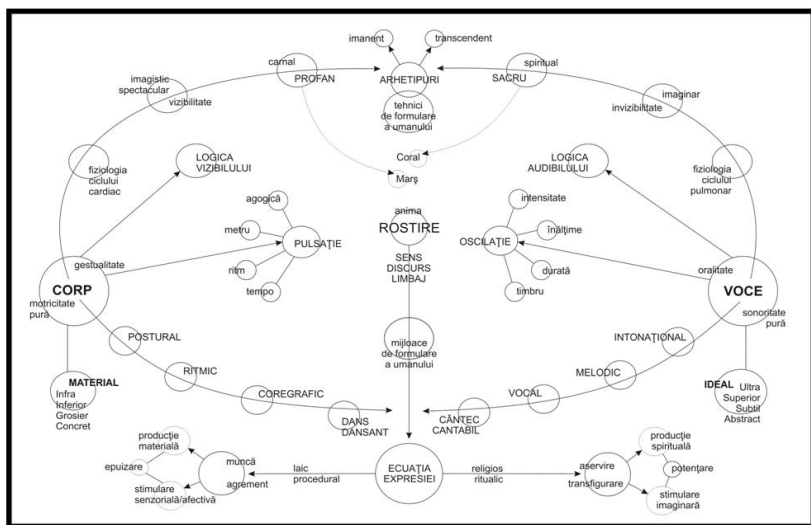 imanent
transcendent
carnal
PROFAN
ARHETIPURI
spiritual
SACRU
imagistic
spectacular
vizibilitate
tehnici
de formulare
a umanului
imaginar
invizibilitate
Coral
Marş
fiziologia
ciclului
cardiac
LOGICA
VIZIBILULUI
LOGICA
AUDIBILULUI
fiziologia
ciclului
pulmonar
agogică
metru
ritm
tempo
PULSAŢIE
anima
ROSTIRE
SENS
DISCURS
LIMBAJ
intensitate
înălţime
OSCILAŢIE
durată
timbru
gestualitate
CORP
motricitate
pură
oralitate
VOCE
sonoritate
pură
POSTURAL
RITMIC
COREGRAFIC
DANS
DANSANT
mijloace
de formulare
a umanului
INTONAŢIONAL
MELODIC
VOCAL
CÂNTEC
CANTABIL
MATERIAL
Infra
Inferior
Grosier
Concret
IDEAL
Ultra
Superior
Subtil
Abstract
producţie
materială
epuizare
stimulare
senzorială/afectivă
muncă
agrement
laic
procedural
ECUAŢIA
EXPRESIEI
religios
ritualic
aservire
transfigurare
producţie
spirituală
potenţare
stimulare
imaginară